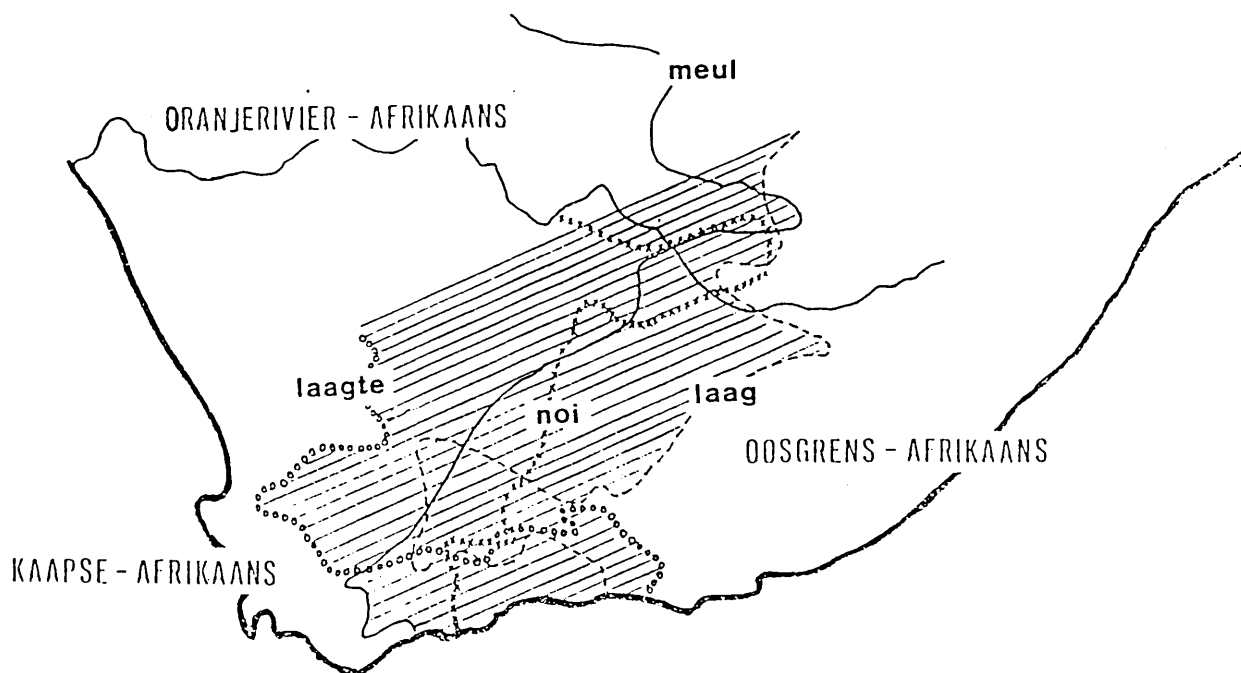 meul
ORANJERIVIER - AFRIKAANS
laagte
noi
laag
OOSGRENS - AFRIKAANS
KAAPSE - AFRIKAANS